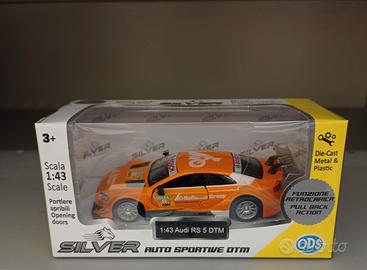 3+
SILVER
Scala
1:43
Scale
Portiere
apribili
Opening
doors
Die-Cast
Metal &
Plastic
FUNZIONE
RETROCARICA
PULL BACK
ACTION
1:43 Audi RS 5 DTM
SILVER AUTO SPORTIVE DTM
ODS